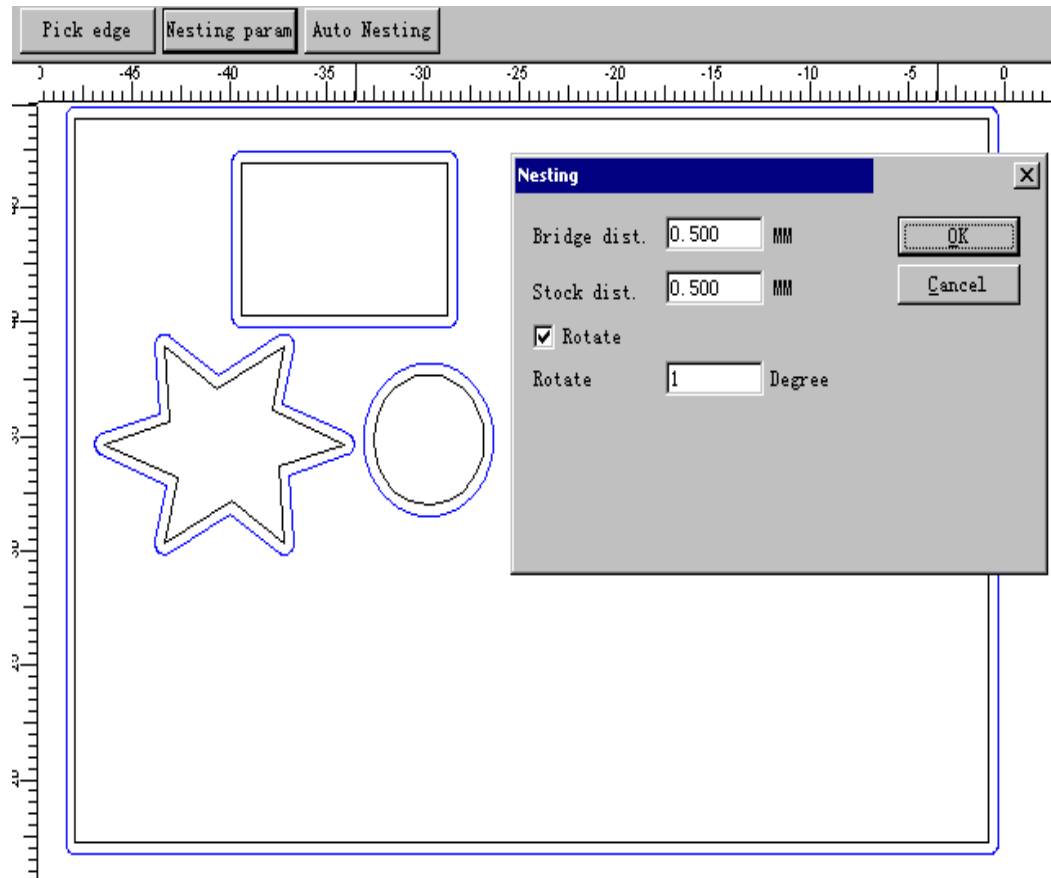 Pick edge Nesting param Auto Nesting
-45 -40 -35 -30 -25 -20 -15 -10 -5 0
Nesting
Bridge dist. 0.500 MM OK
Stock dist. 0.500 MM Cancel
Rotate
Rotate 1 Degree